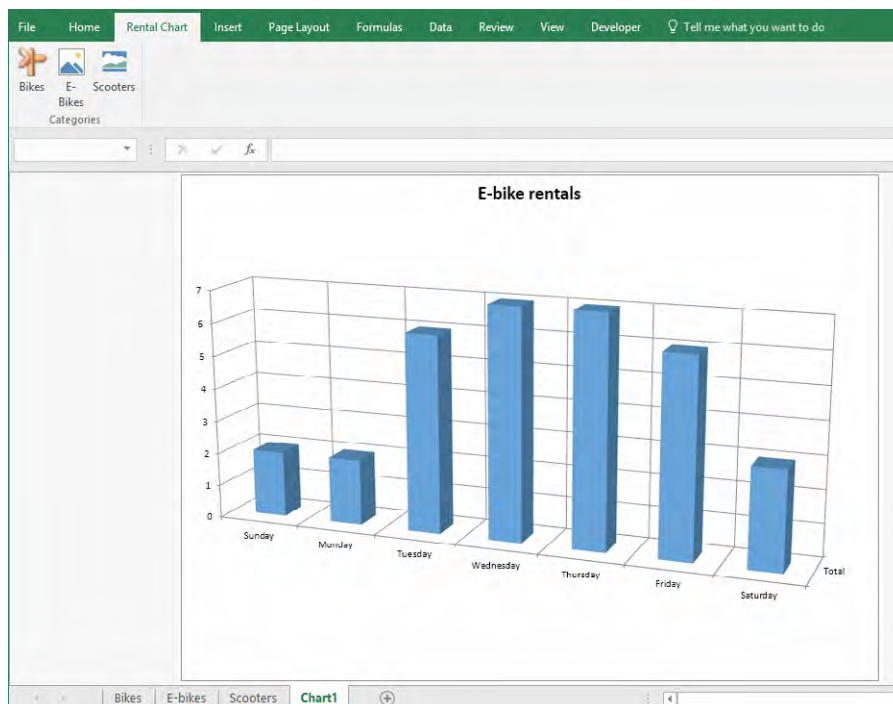 File Home Rental Chart Insert Page Layout Formulas Data Review View Developer Tell me what you want to do
Bikes E-Bikes Scooters
Categories
fx
E-bike rentals
7
6
5
4
3
2
1
0
Sunday
Monday
Tuesday
Wednesday
Thursday
Friday
Saturday
Total
Bikes E-bikes Scooters Chart1